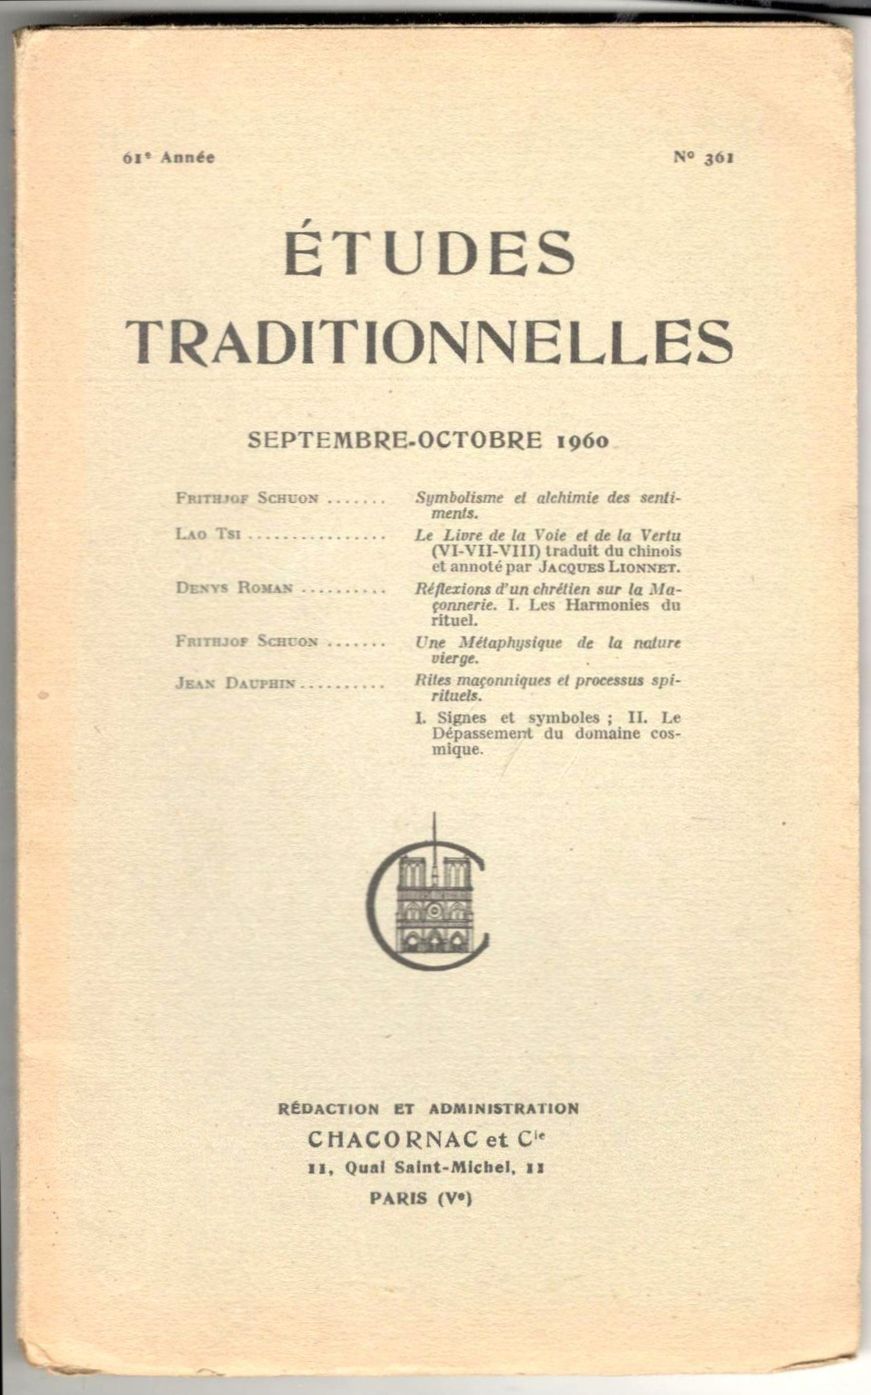 61e Année
N° 361
ÉTUDES
TRADITIONNELLES
SEPTEMBRE-OCTOBRE 1960
FRITHJOF SCHUON ....... Symbolisme et alchimie des senti-
ments.
LAO TSI ................ Le Livre de la Voie et de la Vertu
(VI-VII-VIII) traduit du chinois
et annoté par JACQUES LIONNET.
DENYS ROMAN .......... Réflexions d'un chrétien sur la Ma-
çonnerie. I. Les Harmonies du
rituel.
FRITHJOF SCHUON ....... Une Métaphysique de la nature
vierge.
JEAN DAUPHIN .......... Rites maçonniques et processus spi-
rituels.
I. Signes et symboles ; II. Le
Dépassement du domaine cos-
mique.
RÉDACTION ET ADMINISTRATION
CHACORNAC et Cie
11, Quai Saint-Michel, 11
PARIS (Ve)